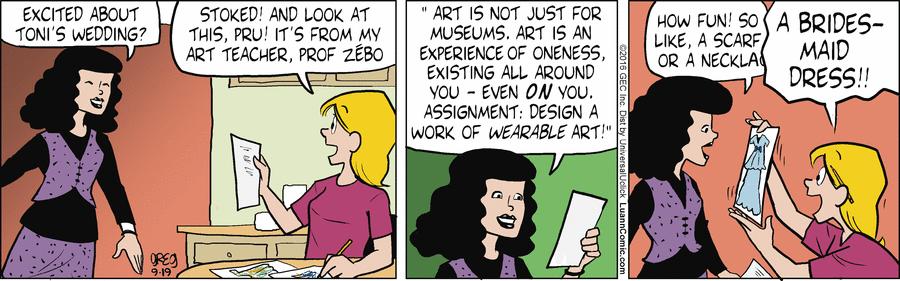 EXCITED ABOUT
TONI'S WEDDING?
STOKED! AND LOOK AT
THIS, PRU! IT'S FROM MY
ART TEACHER, PROF ZÉBO
GREG
9-19
" ART IS NOT JUST FOR
MUSEUMS. ART IS AN
EXPERIENCE OF ONENESS,
EXISTING ALL AROUND
YOU – EVEN ON YOU.
ASSIGNMENT: DESIGN A
WORK OF WEARABLE ART!"
©2016 GEC Inc. Dist by UniversalUclick LuannComic.com
HOW FUN! SO
LIKE, A SCARF
OR A NECKLA
A BRIDES-
MAID
DRESS!!